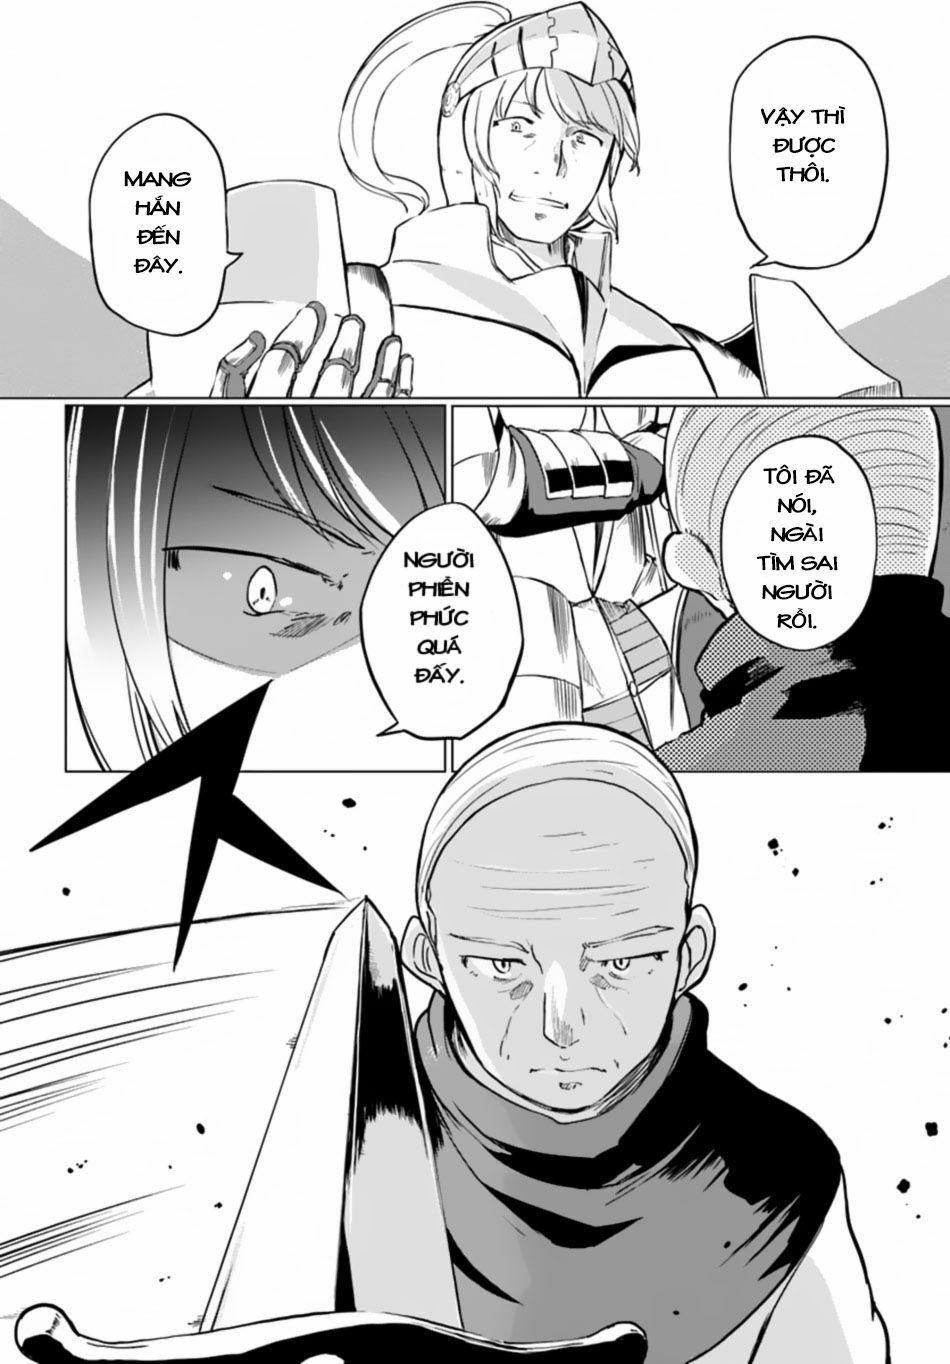 VẬY THÌ
ĐƯỢC
THÔI.
MANG
HẮN
ĐẾN
ĐÂY.
TÔI ĐÃ
NÓI,
NGÀI
TÌM SAI
NGƯỜI
RỒI.
NGƯỜI
PHIỀN
PHỨC
QUÁ
ĐẤY.